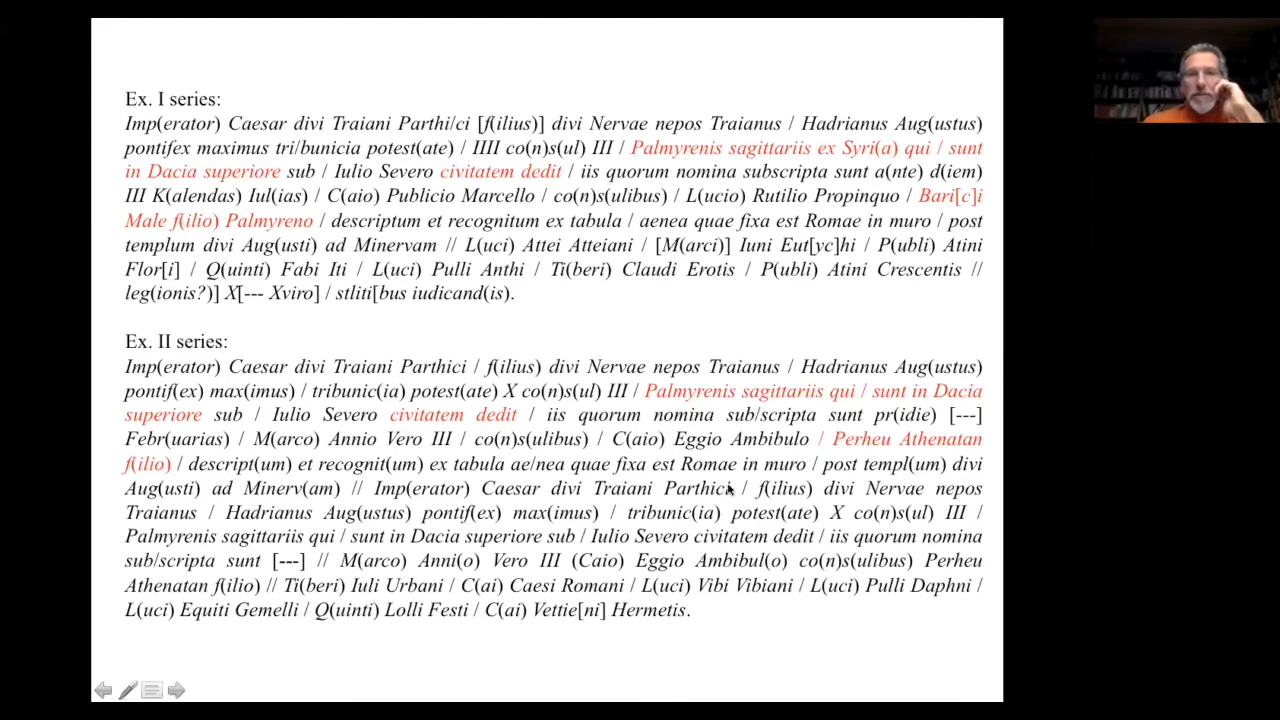 Ex. I series:
Imp(erator) Caesar divi Traiani Parthi/ci [f(ilius)] divi Nervae nepos Traianus / Hadrianus Aug(ustus)
pontifex maximus tri/bunicia potest(ate) / IIII co(n)s(ul) III / Palmyrenis sagittariis ex Syri(a) qui / sunt
in Dacia superiore sub / Iulio Severo civitatem dedit / iis quorum nomina subscripta sunt a(nte) d(iem)
III K(alendas) Iul(ias) / C(aio) Publicio Marcello / co(n)s(ulibus) / L(ucio) Rutilio Propinquo / Bari[c]i
Male f(ilio) Palmyreno / descriptum et recognitum ex tabula / aenea quae fixa est Romae in muro / post
templum divi Aug(usti) ad Minervam // L(uci) Attei Atteiani / [M(arci)] Iuni Eut[yc]hi / P(ubli) Atini
Flor[i] / Q(uinti) Fabi Iti / L(uci) Pulli Anthi / Ti(beri) Claudi Erotis / P(ubli) Atini Crescentis //
leg(ionis?)] X[--- Xviro] / stliti[bus iudicand(is).
Ex. II series:
Imp(erator) Caesar divi Traiani Parthici / f(ilius) divi Nervae nepos Traianus / Hadrianus Aug(ustus)
pontif(ex) max(imus) / tribunic(ia) potest(ate) X co(n)s(ul) III / Palmyrenis sagittariis qui / sunt in Dacia
superiore sub / Iulio Severo civitatem dedit / iis quorum nomina sub/scripta sunt pr(idie) [---]
Febr(uarias) / M(arco) Annio Vero III / co(n)s(ulibus) / C(aio) Eggio Ambibulo / Perheu Athenatan
f(ilio) / descript(um) et recognit(um) ex tabula ae/nea quae fixa est Romae in muro / post templ(um) divi
Aug(usti) ad Minerv(am) // Imp(erator) Caesar divi Traiani Parthici / f(ilius) divi Nervae nepos
Traianus / Hadrianus Aug(ustus) pontif(ex) max(imus) / tribunic(ia) potest(ate) X co(n)s(ul) III /
Palmyrenis sagittariis qui / sunt in Dacia superiore sub / Iulio Severo civitatem dedit / iis quorum nomina
sub/scripta sunt [---] // M(arco) Anni(o) Vero III (Caio) Eggio Ambibul(o) co(n)s(ulibus) Perheu
Athenatan f(ilio) // Ti(beri) Iuli Urbani / C(ai) Caesi Romani / L(uci) Vibi Vibiani / L(uci) Pulli Daphni /
L(uci) Equiti Gemelli / Q(uinti) Lolli Festi / C(ai) Vettie[ni] Hermetis.